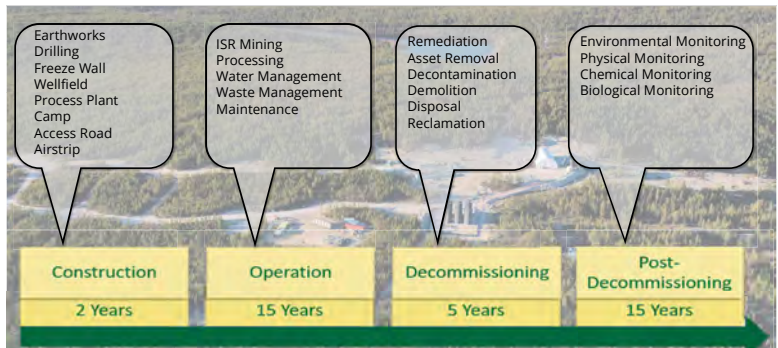 Earthworks
Drilling
Freeze Wall
Wellfield
Process Plant
Camp
Access Road
Airstrip
ISR Mining
Processing
Water Management
Waste Management
Maintenance
Remediation
Asset Removal
Decontamination
Demolition
Disposal
Reclamation
Environmental Monitoring
Physical Monitoring
Chemical Monitoring
Biological Monitoring
Construction
2 Years
Operation
15 Years
Decommissioning
5 Years
Post-
Decommissioning
15 Years